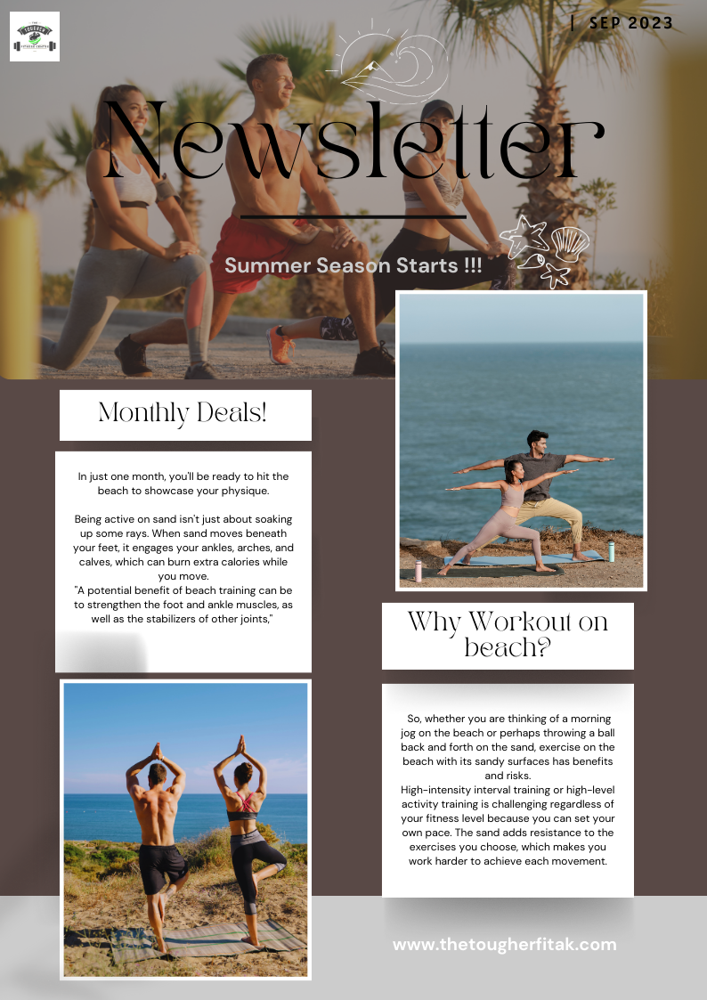 THE
TOUGHER
FITNESS CENTER
| SEP 2023
Newsletter
Summer Season Starts !!!
Monthly Deals!
In just one month, you'll be ready to hit the
beach to showcase your physique.
Being active on sand isn't just about soaking
up some rays. When sand moves beneath
your feet, it engages your ankles, arches, and
calves, which can burn extra calories while
you move.
"A potential benefit of beach training can be
to strengthen the foot and ankle muscles, as
well as the stabilizers of other joints,"
Why Workout on
beach?
So, whether you are thinking of a morning
jog on the beach or perhaps throwing a ball
back and forth on the sand, exercise on the
beach with its sandy surfaces has benefits
and risks.
High-intensity interval training or high-level
activity training is challenging regardless of
your fitness level because you can set your
own pace. The sand adds resistance to the
exercises you choose, which makes you
work harder to achieve each movement.
www.thetougherfitak.com